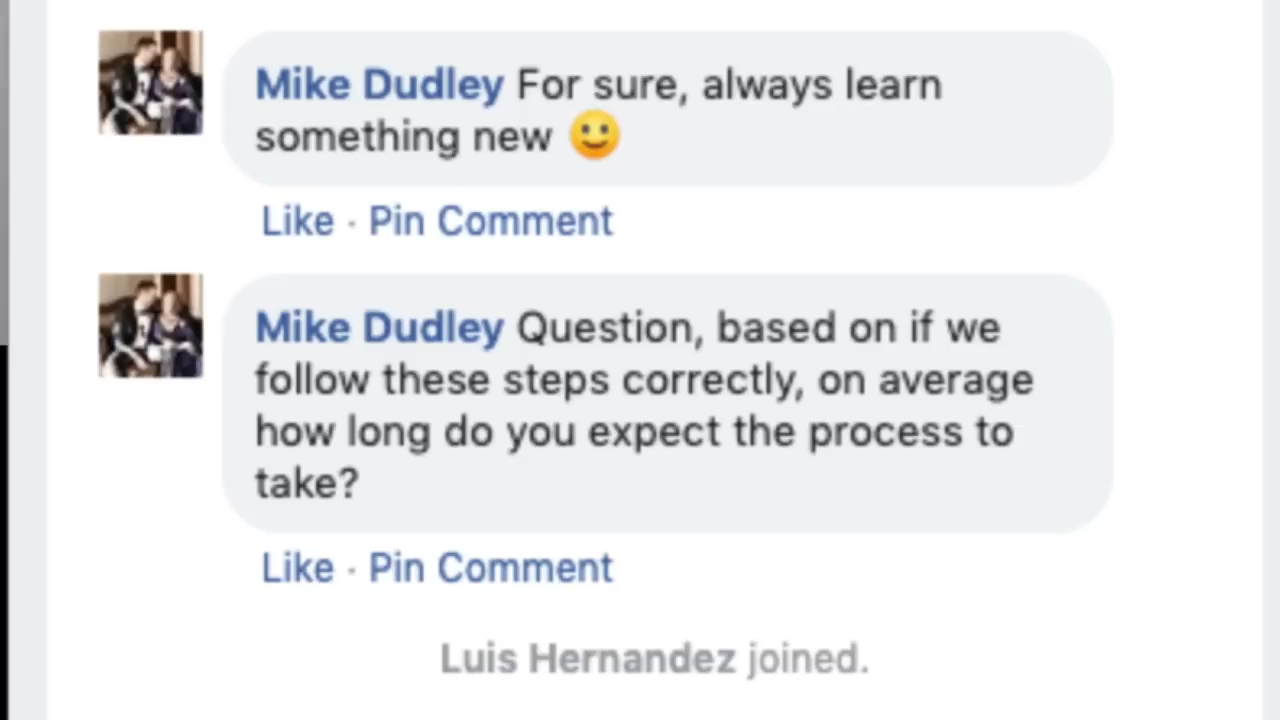 Mike Dudley For sure, always learn
something new 🙂
Like · Pin Comment
Mike Dudley Question, based on if we
follow these steps correctly, on average
how long do you expect the process to
take?
Like · Pin Comment
Luis Hernandez joined.